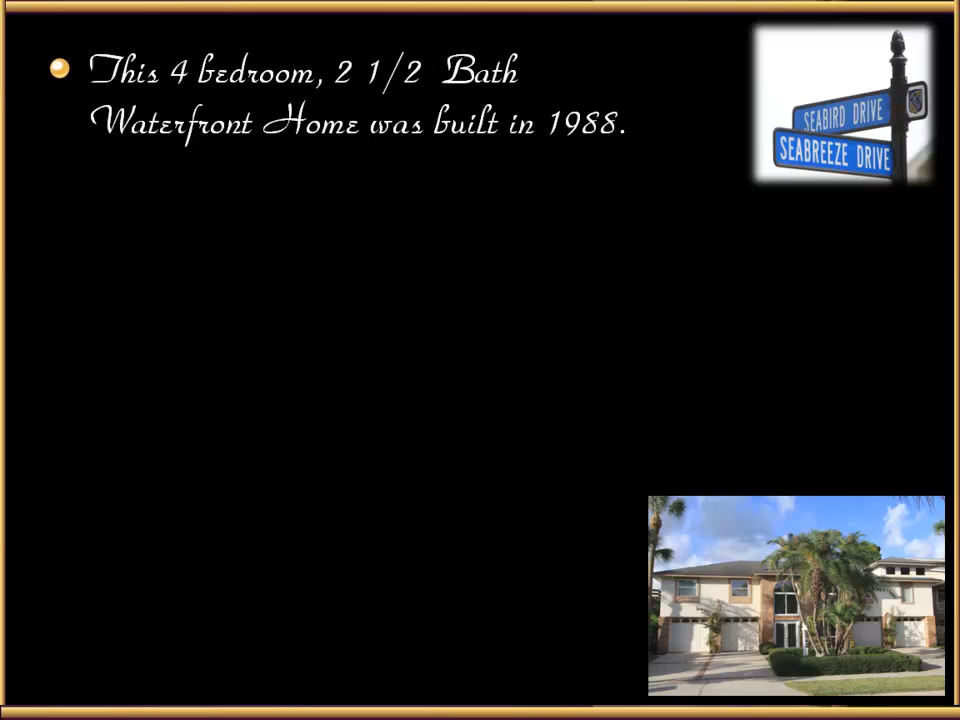 This 4 bedroom, 2 1/2 Bath
Waterfront Home was built in 1988.
SEABIRD DRIVE
SEABREEZE DRIVE